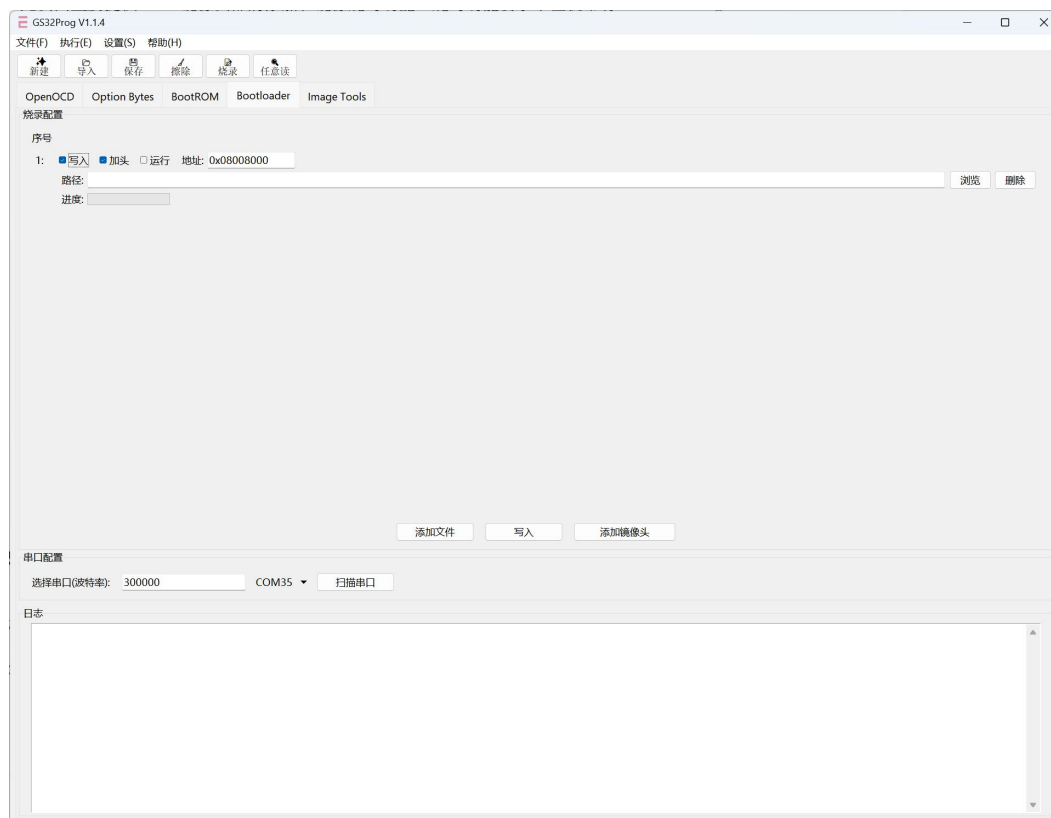 GS32Prog V1.1.4
文件(F) 执行(E) 设置(S) 帮助(H)
新建 导入 保存 擦除 烧录 任意读
OpenOCD Option Bytes BootROM Bootloader Image Tools
烧录配置
序号
1: 写入 加头 运行 地址: 0x08008000
路径: 浏览 删除
进度:
添加文件 写入 添加镜像头
串口配置
选择串口(波特率): 300000 COM35 扫描串口
日志